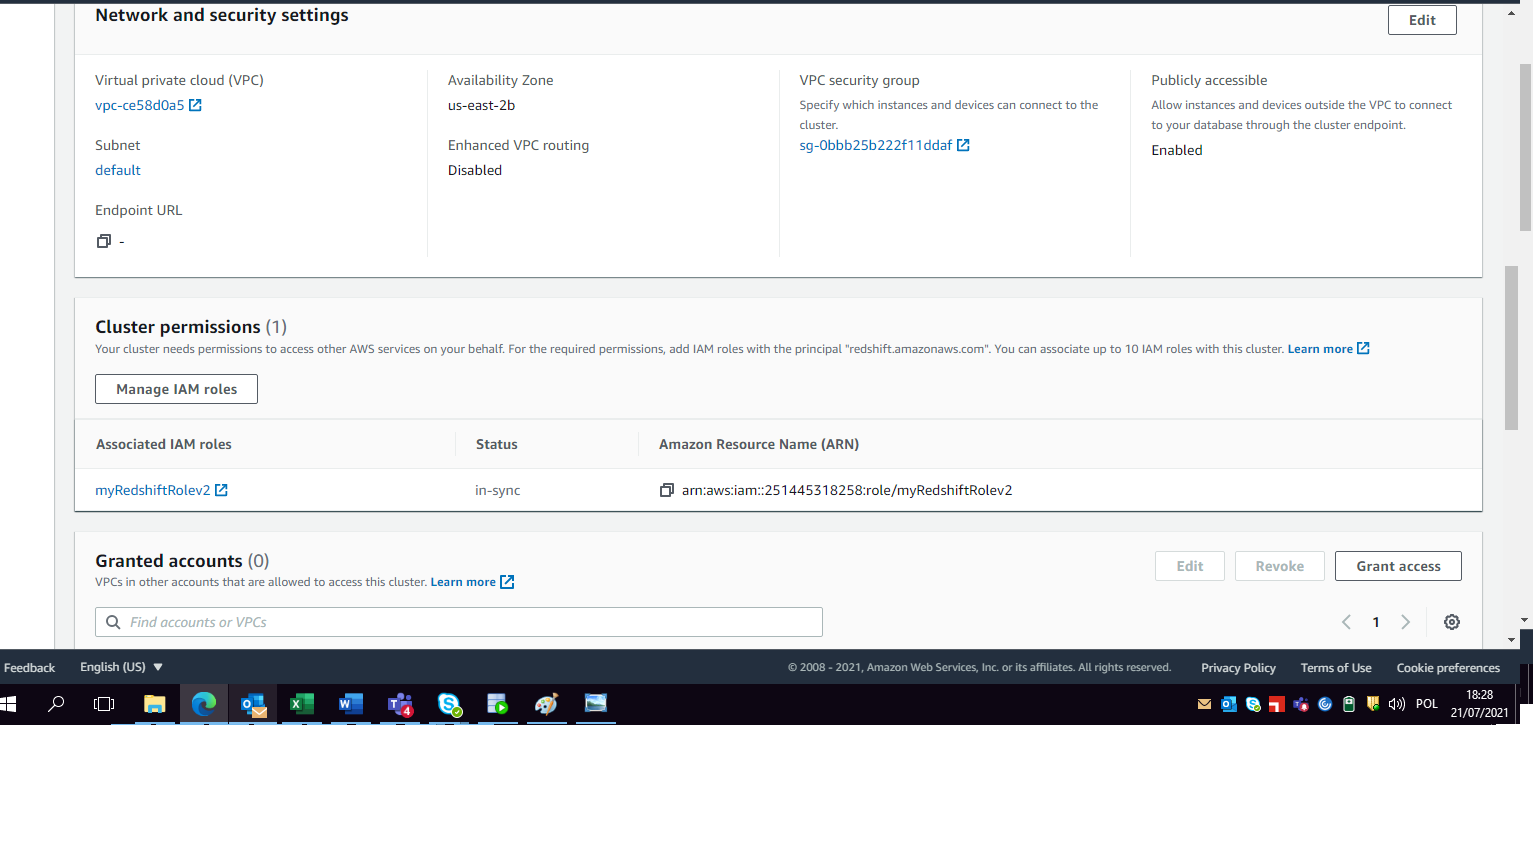 Network and security settings
Edit
Virtual private cloud (VPC)
vpc-ce58d0a5
Subnet
default
Endpoint URL
-
Availability Zone
us-east-2b
Enhanced VPC routing
Disabled
VPC security group
Specify which instances and devices can connect to the
cluster.
sg-0bbb25b222f11ddaf
Publicly accessible
Allow instances and devices outside the VPC to connect
to your database through the cluster endpoint.
Enabled
Cluster permissions (1)
Your cluster needs permissions to access other AWS services on your behalf. For the required permissions, add IAM roles with the principal "redshift.amazonaws.com". You can associate up to 10 IAM roles with this cluster. Learn more
Manage IAM roles
Associated IAM roles Status Amazon Resource Name (ARN)
myRedshiftRolev2 in-sync arn:aws:iam::251445318258:role/myRedshiftRolev2
Granted accounts (0)
VPCs in other accounts that are allowed to access this cluster. Learn more
Edit Revoke Grant access
Find accounts or VPCs
1
Feedback English (US) © 2008 - 2021, Amazon Web Services, Inc. or its affiliates. All rights reserved. Privacy Policy Terms of Use Cookie preferences
4
POL
18:28
21/07/2021